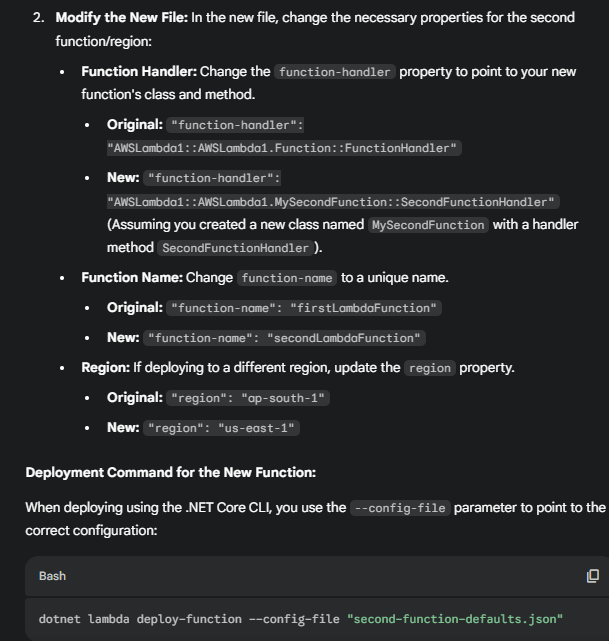 2. Modify the New File: In the new file, change the necessary properties for the second
function/region:
• Function Handler: Change the function-handler property to point to your new
function's class and method.
• Original: "function-handler":
"AWSLambda1::AWSLambda1.Function::FunctionHandler"
• New: "function-handler":
"AWSLambda1::AWSLambda1.MySecondFunction::SecondFunctionHandler"
(Assuming you created a new class named MySecondFunction with a handler
method SecondFunctionHandler ).
• Function Name: Change function-name to a unique name.
• Original: "function-name": "firstLambdaFunction"
• New: "function-name": "secondLambdaFunction"
• Region: If deploying to a different region, update the region property.
• Original: "region": "ap-south-1"
• New: "region": "us-east-1"
Deployment Command for the New Function:
When deploying using the .NET Core CLI, you use the --config-file parameter to point to the
correct configuration:
Bash
dotnet lambda deploy-function --config-file "second-function-defaults.json"